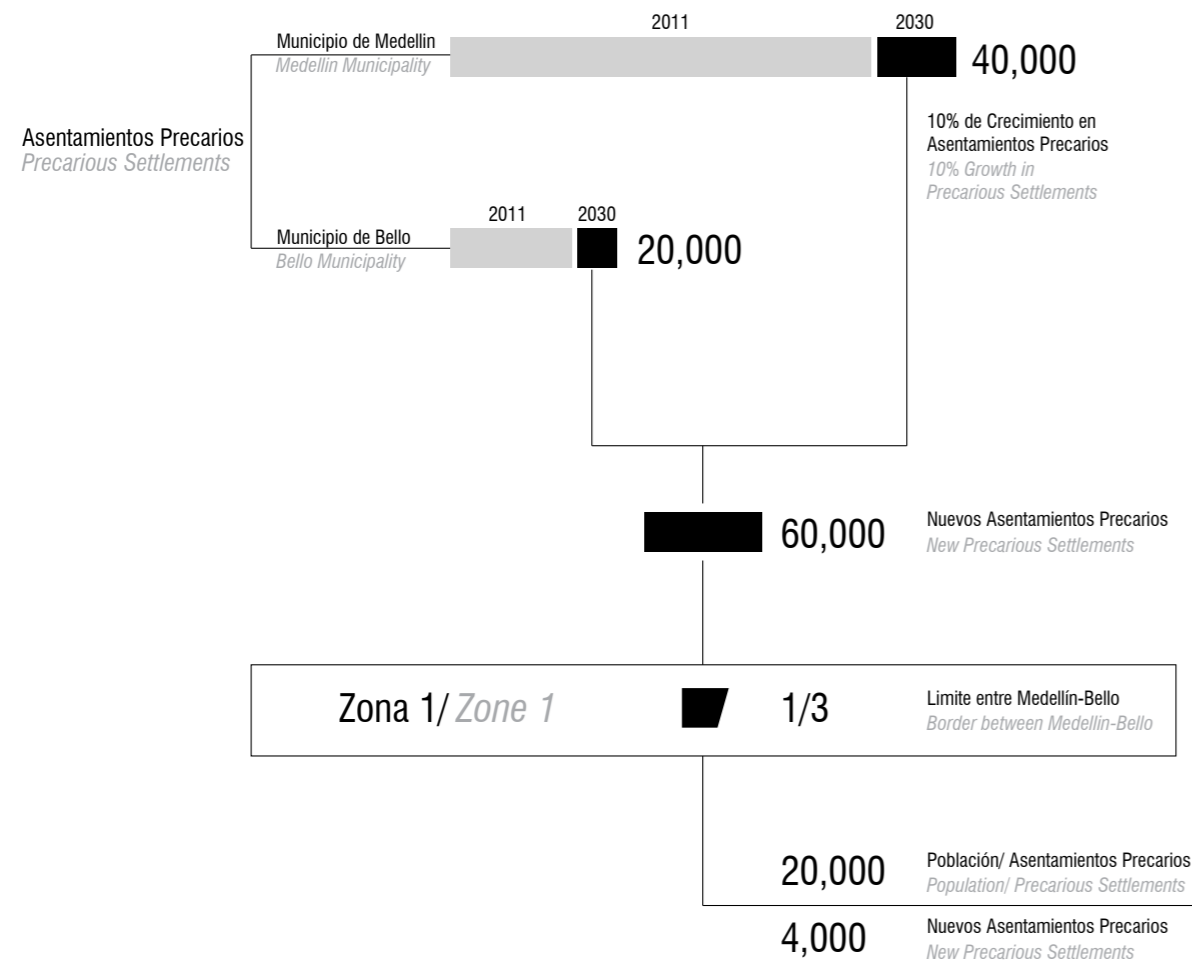 2011
2030
Municipio de Medellin
Medellin Municipality
40,000
Asentamientos Precarios
Precarious Settlements
10% de Crecimiento en
Asentamientos Precarios
10% Growth in
Precarious Settlements
2011
2030
Municipio de Bello
Bello Municipality
20,000
60,000
Nuevos Asentamientos Precarios
New Precarious Settlements
Zona 1/ Zone 1
1/3
Limite entre Medellín-Bello
Border between Medellin-Bello
20,000
Población/ Asentamientos Precarios
Population/ Precarious Settlements
4,000
Nuevos Asentamientos Precarios
New Precarious Settlements